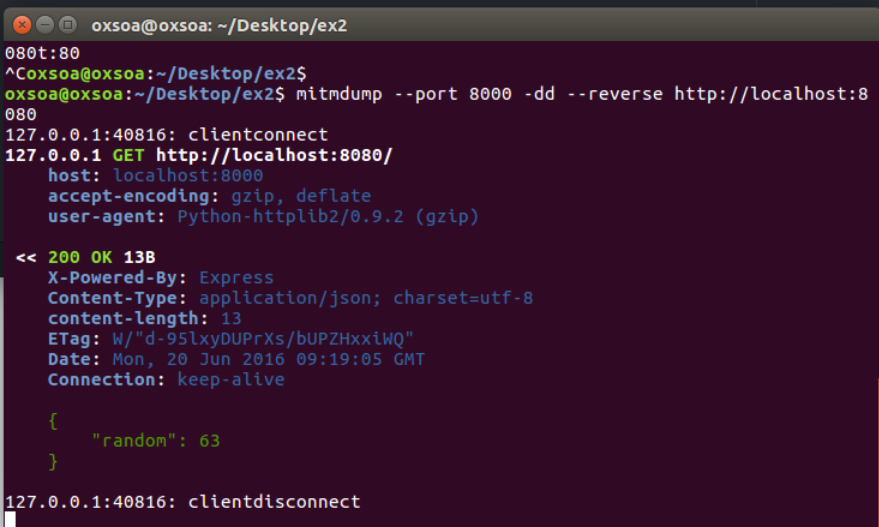 oxsoa@oxsoa: ~/Desktop/ex2
080t:80
^Coxsoa@oxsoa:~/Desktop/ex2$
oxsoa@oxsoa:~/Desktop/ex2$ mitmdump --port 8000 -dd --reverse http://localhost:8
080
127.0.0.1:40816: clientconnect
127.0.0.1 GET http://localhost:8080/
    host: localhost:8000
    accept-encoding: gzip, deflate
    user-agent: Python-httplib2/0.9.2 (gzip)
 << 200 OK 13B
    X-Powered-By: Express
    Content-Type: application/json; charset=utf-8
    content-length: 13
    ETag: W/"d-95lxyDUPrXs/bUPZHxxiWQ"
    Date: Mon, 20 Jun 2016 09:19:05 GMT
    Connection: keep-alive
    {
        "random": 63
    }
127.0.0.1:40816: clientdisconnect